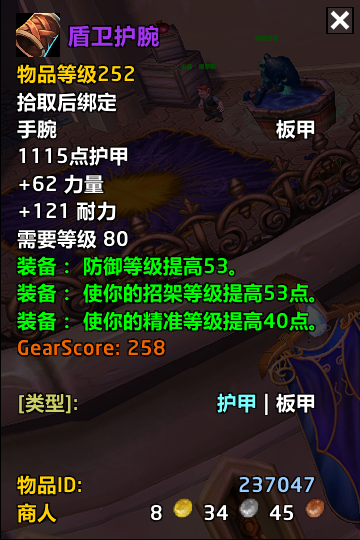 盾卫护腕
物品等级252
拾取后绑定
手腕 板甲
1115点护甲
+62 力量
+121 耐力
需要等级 80
装备： 防御等级提高53。
装备： 使你的招架等级提高53点。
装备： 使你的精准等级提高40点。
GearScore: 258
[类型]: 护甲 | 板甲
物品ID: 237047
商人 8 34 45